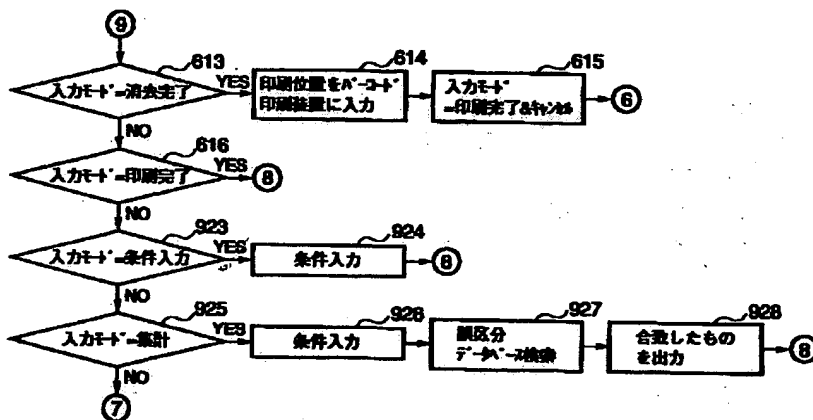 9
613
614
615
入力モード=消去完了
YES
印刷位置をバーコード
印刷装置に入力
入力モード
=印刷完了&キャンセル
6
NO
616
入力モード=印刷完了
YES
8
NO
923
924
入力モード=条件入力
YES
条件入力
8
NO
925
926
927
928
入力モード=集計
YES
条件入力
誤区分
データベース検索
合致したもの
を出力
8
NO
7